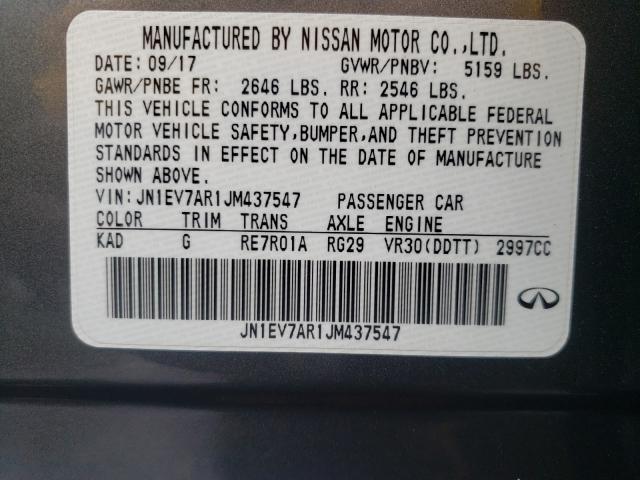 MANUFACTURED BY NISSAN MOTOR CO.,LTD.
DATE: 09/17 GVWR/PNBV: 5159 LBS.
GAWR/PNBE FR: 2646 LBS. RR: 2546 LBS.
THIS VEHICLE CONFORMS TO ALL APPLICABLE FEDERAL
MOTOR VEHICLE SAFETY,BUMPER,AND THEFT PREVENTION
STANDARDS IN EFFECT ON THE DATE OF MANUFACTURE
SHOWN ABOVE.
VIN:JN1EV7AR1JM437547 PASSENGER CAR
COLOR TRIM TRANS AXLE ENGINE
KAD G RE7R01A RG29 VR30(DDTT) 2997CC
JN1EV7AR1JM437547